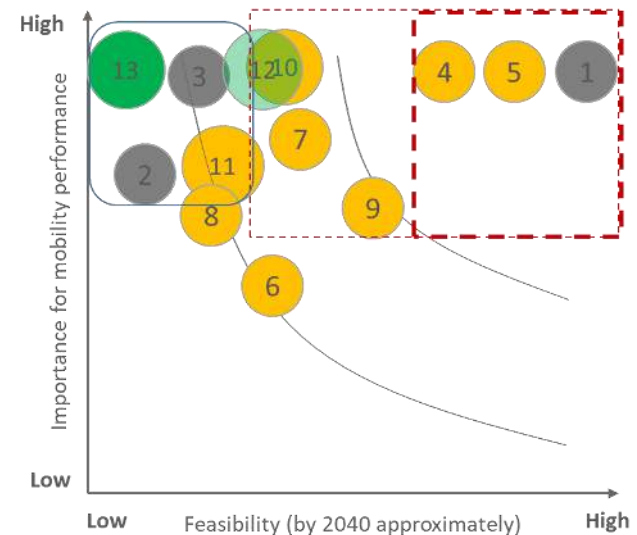 High
Importance for mobility performance
13
3
12
10
4
5
1
7
2
11
8
9
6
Low
Low
Feasibility (by 2040 approximately)
High